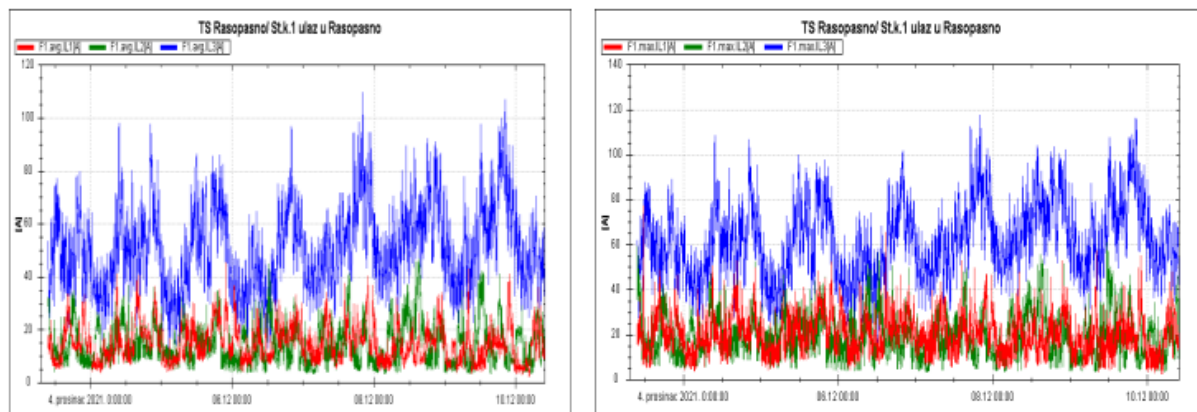 TS Rasopasno/ St.k.1 ulaz u Rasopasno
F1.avg.IL1[A] F1.avg.IL2[A] F1.avg.IL3[A]
120
100
80
60
40
20
0
[A]
4. prosinac 2021. 0:00:00 06.12 00:00 08.12 00:00 10.12 00:00
TS Rasopasno/ St.k.1 ulaz u Rasopasno
F1.max.IL1[A] F1.max.IL2[A] F1.max.IL3[A]
140
120
100
80
60
40
20
0
[A]
4. prosinac 2021. 0:00:00 06.12 00:00 08.12 00:00 10.12 00:00